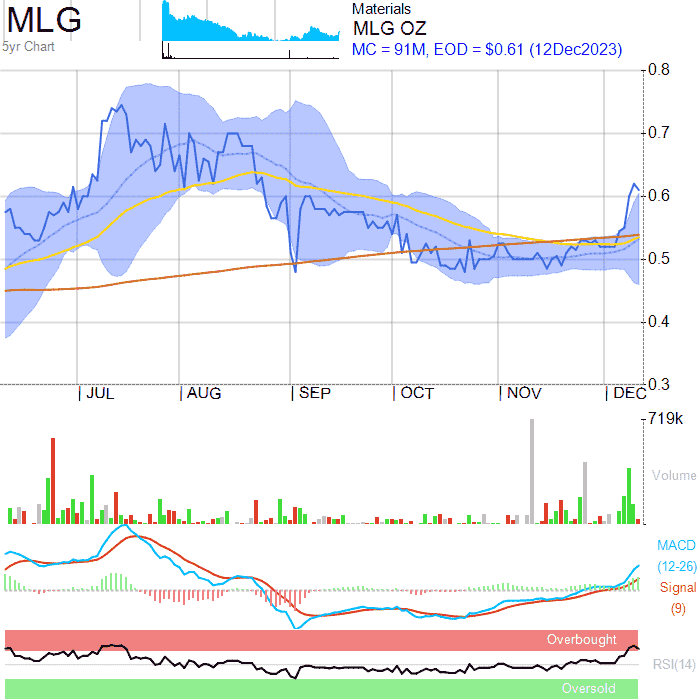 MLG
5yr Chart
Materials
MLG OZ
MC = 91M, EOD = $0.61 (12Dec2023)
0.8
0.7
0.6
0.5
0.4
0.3
JUL AUG SEP OCT NOV DEC
719k
Volume
MACD
(12-26)
Signal
(9)
Overbought
RSI(14)
Oversold